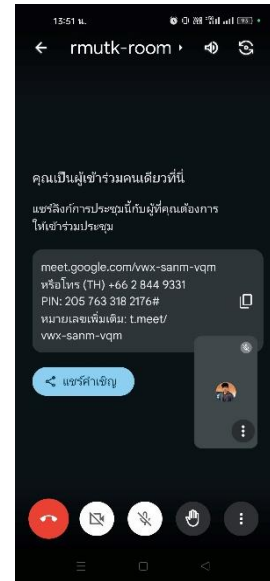 13:51 น.
rmutk-room
คุณเป็นผู้เข้าร่วมคนเดียวที่นี่
แชร์ลิงก์การประชุมนี้กับผู้ที่คุณต้องการ
ให้เข้าร่วมประชุม
meet.google.com/vwx-sanm-vqm
หรือโทร (TH) +66 2 844 9331
PIN: 205 763 318 2176#
หมายเลขเพิ่มเติม: t.meet/
vwx-sanm-vqm
แชร์คำเชิญ